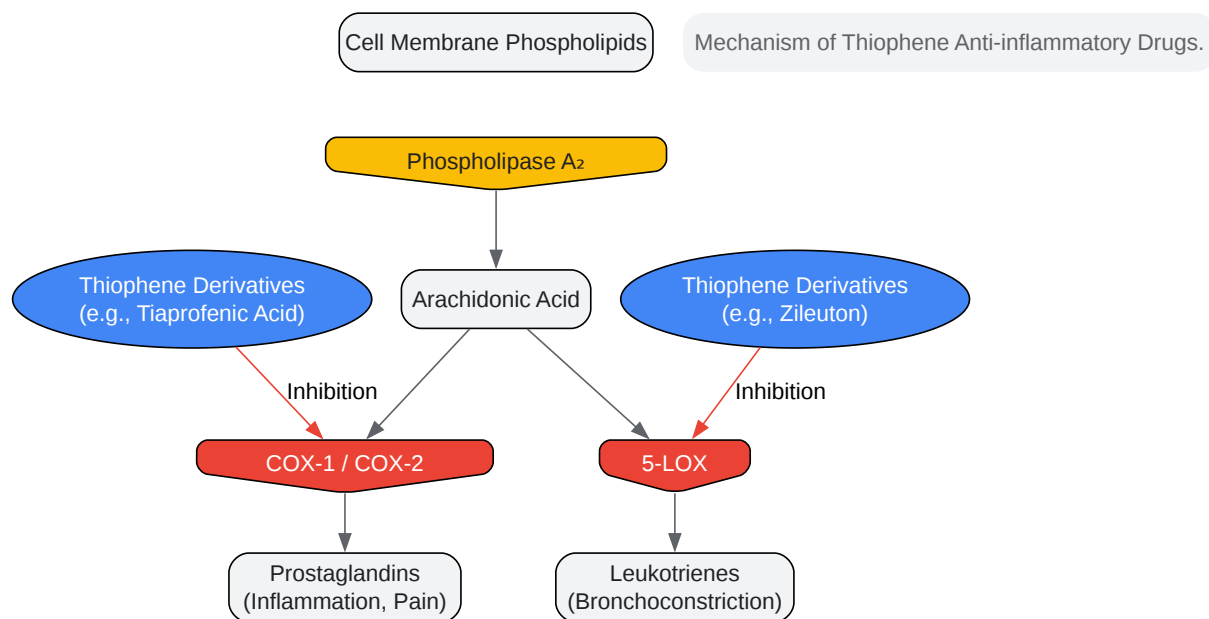 Cell Membrane Phospholipids
Mechanism of Thiophene Anti-inflammatory Drugs.
Phospholipase A₂
Thiophene Derivatives
(e.g., Tiaprofenic Acid)
Arachidonic Acid
Thiophene Derivatives
(e.g., Zileuton)
Inhibition
Inhibition
COX-1 / COX-2
5-LOX
Prostaglandins
(Inflammation, Pain)
Leukotrienes
(Bronchoconstriction)